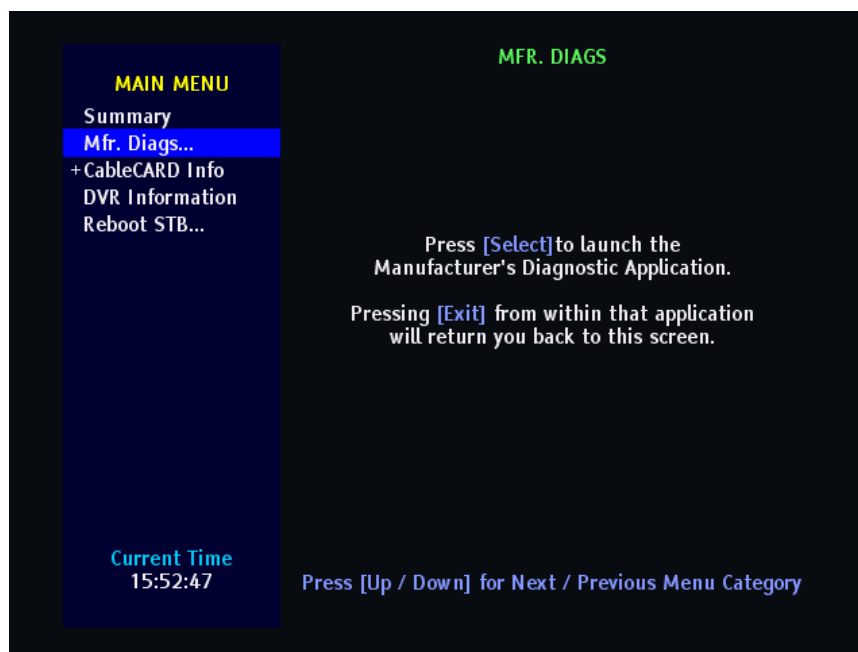 MAIN MENU
Summary
Mfr. Diags...
+CableCARD Info
DVR Information
Reboot STB...
Current Time
15:52:47
MFR. DIAGS
Press [Select]to launch the
Manufacturer's Diagnostic Application.
Pressing [Exit] from within that application
will return you back to this screen.
Press [Up / Down] for Next / Previous Menu Category